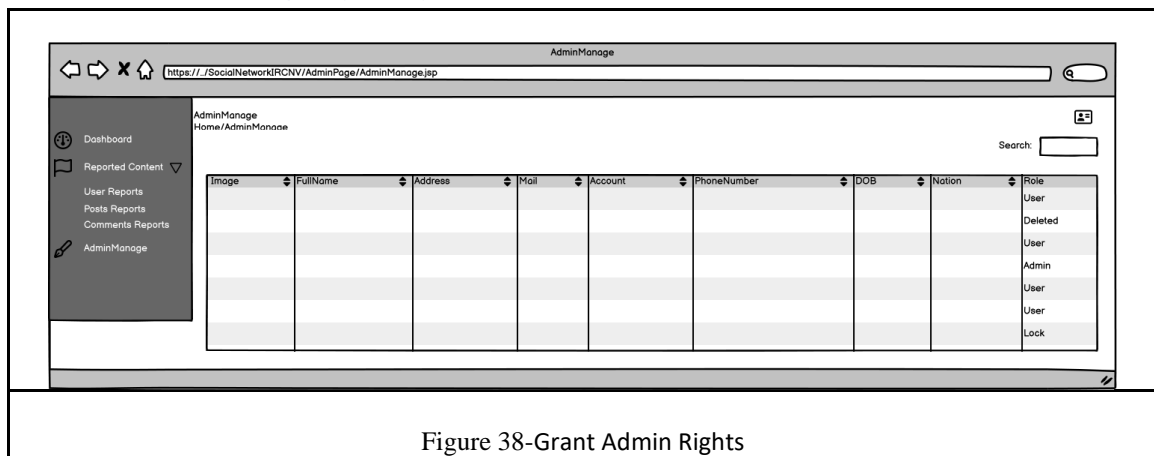 AdminManage
https://../SocialNetworkIRCNV/AdminPage/AdminManage.jsp
AdminManage
Home/AdminManage
Dashboard
Reported Content
User Reports
Posts Reports
Comments Reports
AdminManage
Search:
Image FullName Address Mail Account PhoneNumber DOB Nation Role
User
Deleted
User
Admin
User
User
Lock
Figure 38-Grant Admin Rights